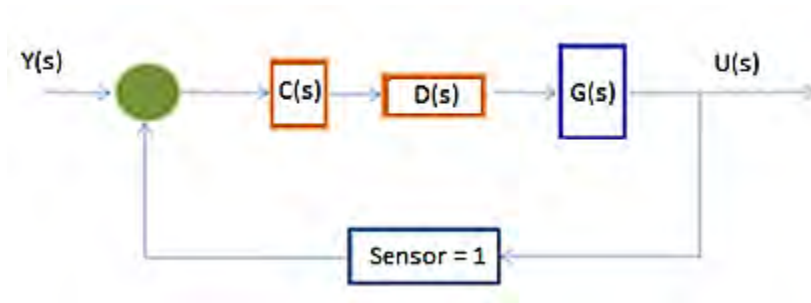 Y(s)
C(s)
D(s)
G(s)
U(s)
Sensor = 1